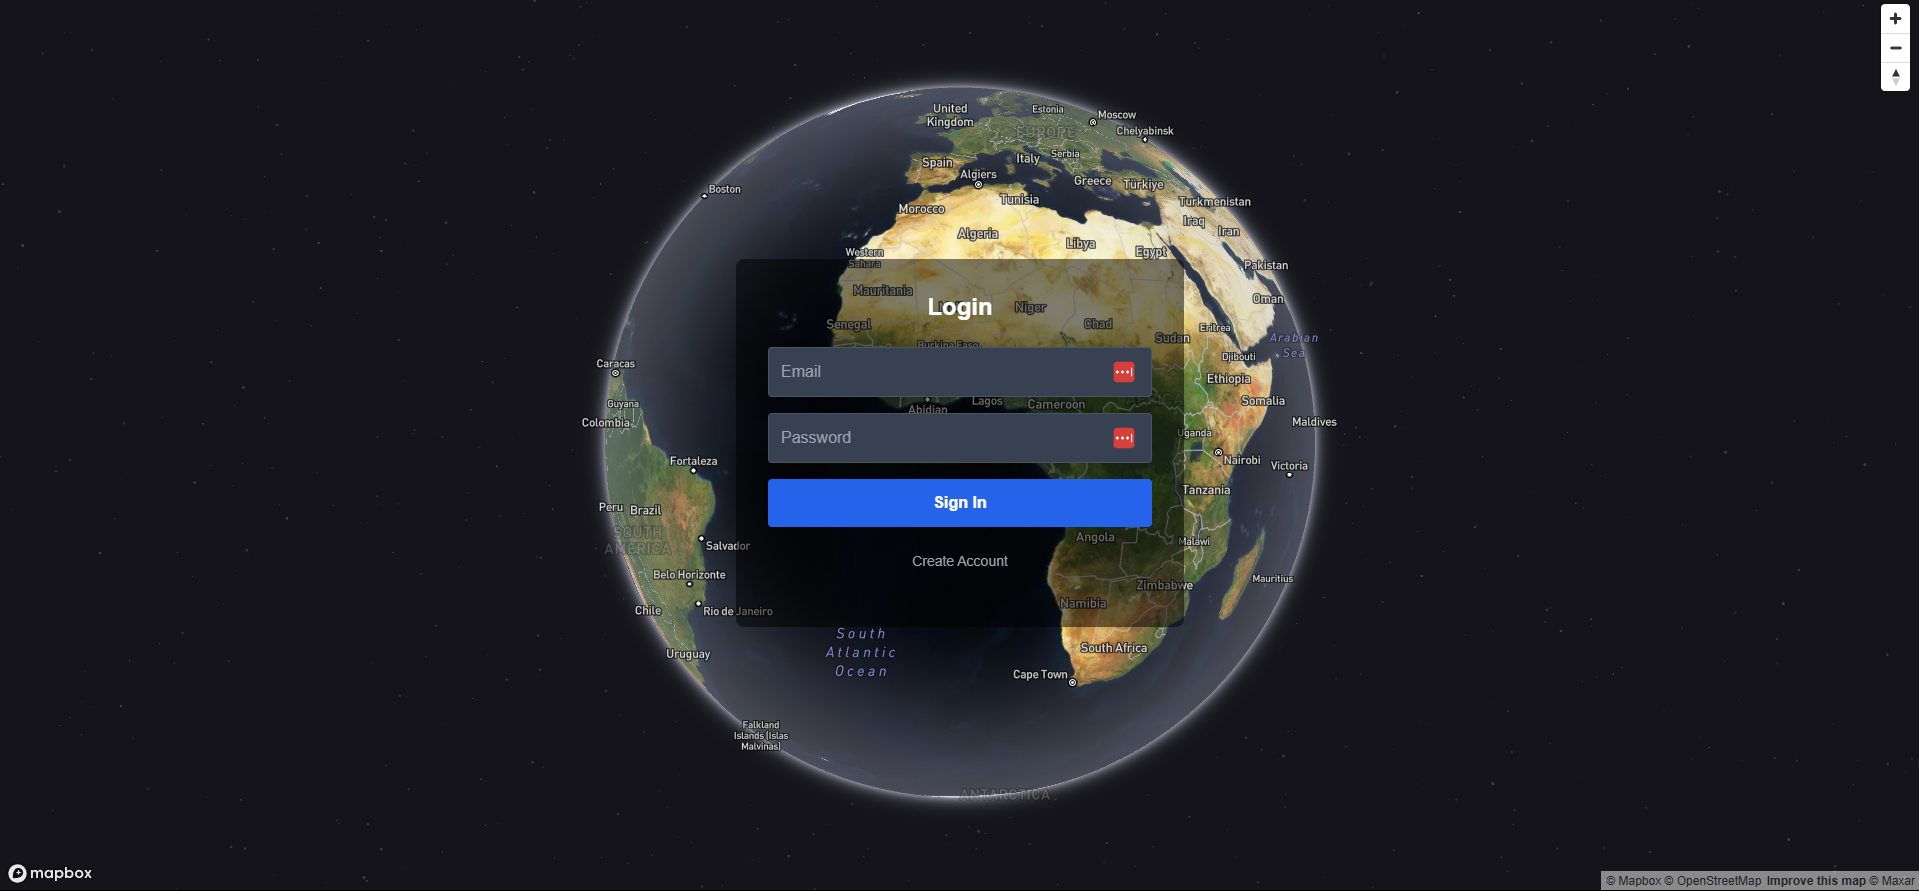 United
Kingdom
Estonia
Moscow
EUROPE
Chelyabinsk
Spain
Italy
Serbia
Algiers
Greece
Türkiye
Boston
Morocco
Tunisia
Turkmenistan
Iraq
Algeria
Libya
Iran
Western
Sahara
Egypt
Pakistan
Mauritania
Niger
Oman
Login
Senegal
Chad
Eritrea
Sudan
Arabian
Sea
Burkina Faso
Djibouti
Caracas
Email
Ethiopia
Guyana
Abidjan
Lagos
Cameroon
AFRICA
Somalia
Colombia
Maldives
Password
Uganda
Fortaleza
Nairobi
Victoria
Tanzania
Sign In
Peru
Brazil
SOUTH
AMERICA
Salvador
Angola
Malawi
Create Account
Belo Horizonte
Mauritius
Zimbabwe
Chile
Rio de Janeiro
Namibia
South
Atlantic
Ocean
Uruguay
South Africa
Cape Town
Falkland
Islands (Islas
Malvinas)
ANTARCTICA
mapbox
© Mapbox © OpenStreetMap Improve this map © Maxar